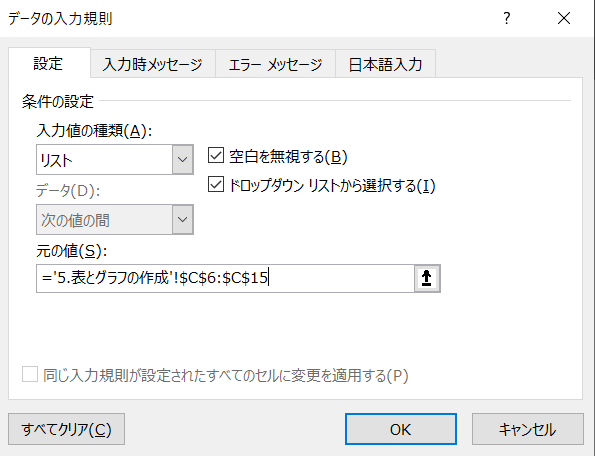 データの入力規則 ? ×
設定 入力時メッセージ エラー メッセージ 日本語入力
条件の設定
入力値の種類(A):
リスト 空白を無視する(B)
データ(D): ドロップダウン リストから選択する(I)
次の値の間
元の値(S):
='5.表とグラフの作成'!$C$6:$C$15
同じ入力規則が設定されたすべてのセルに変更を適用する(P)
すべてクリア(C) OK キャンセル